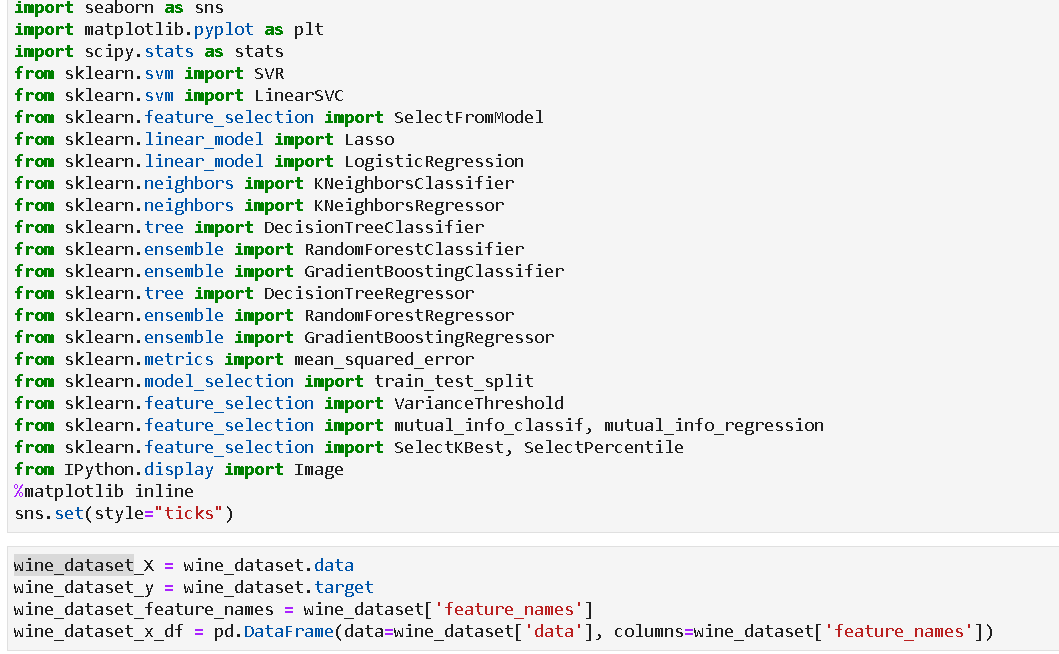 import seaborn as sns
import matplotlib.pyplot as plt
import scipy.stats as stats
from sklearn.svm import SVR
from sklearn.svm import LinearSVC
from sklearn.feature_selection import SelectFromModel
from sklearn.linear_model import Lasso
from sklearn.linear_model import LogisticRegression
from sklearn.neighbors import KNeighborsClassifier
from sklearn.neighbors import KNeighborsRegressor
from sklearn.tree import DecisionTreeClassifier
from sklearn.ensemble import RandomForestClassifier
from sklearn.ensemble import GradientBoostingClassifier
from sklearn.tree import DecisionTreeRegressor
from sklearn.ensemble import RandomForestRegressor
from sklearn.ensemble import GradientBoostingRegressor
from sklearn.metrics import mean_squared_error
from sklearn.model_selection import train_test_split
from sklearn.feature_selection import VarianceThreshold
from sklearn.feature_selection import mutual_info_classif, mutual_info_regression
from sklearn.feature_selection import SelectKBest, SelectPercentile
from IPython.display import Image
%matplotlib inline
sns.set(style="ticks")
wine_dataset_X = wine_dataset.data
wine_dataset_y = wine_dataset.target
wine_dataset_feature_names = wine_dataset['feature_names']
wine_dataset_x_df = pd.DataFrame(data=wine_dataset['data'], columns=wine_dataset['feature_names'])